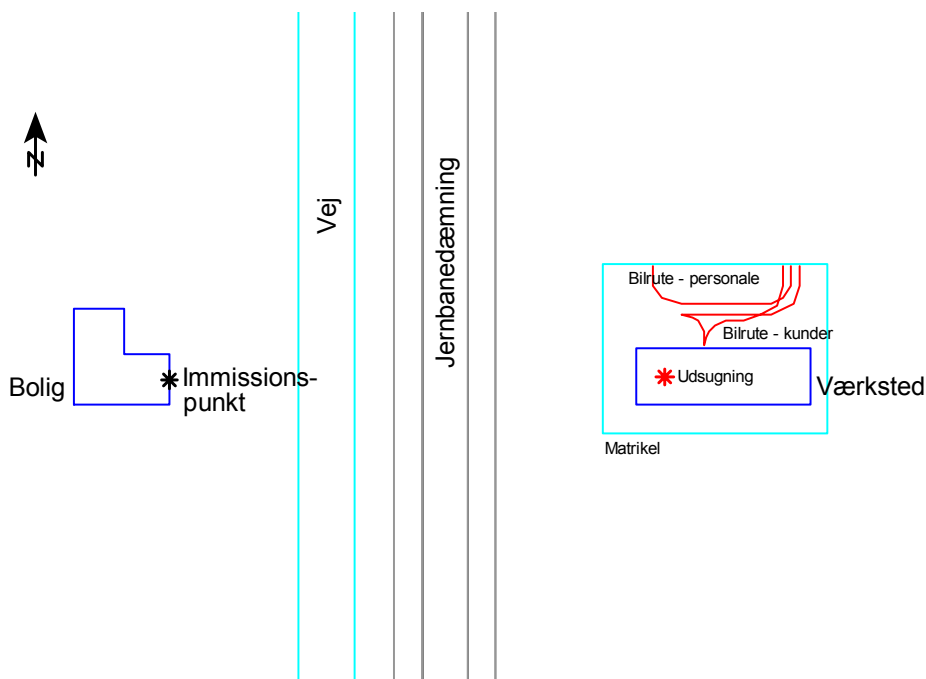 N
Vej
Jernbanedæmning
Bilrute - personale
Bilrute - kunder
Bolig
Immissions-
punkt
Udsugning
Værksted
Matrikel